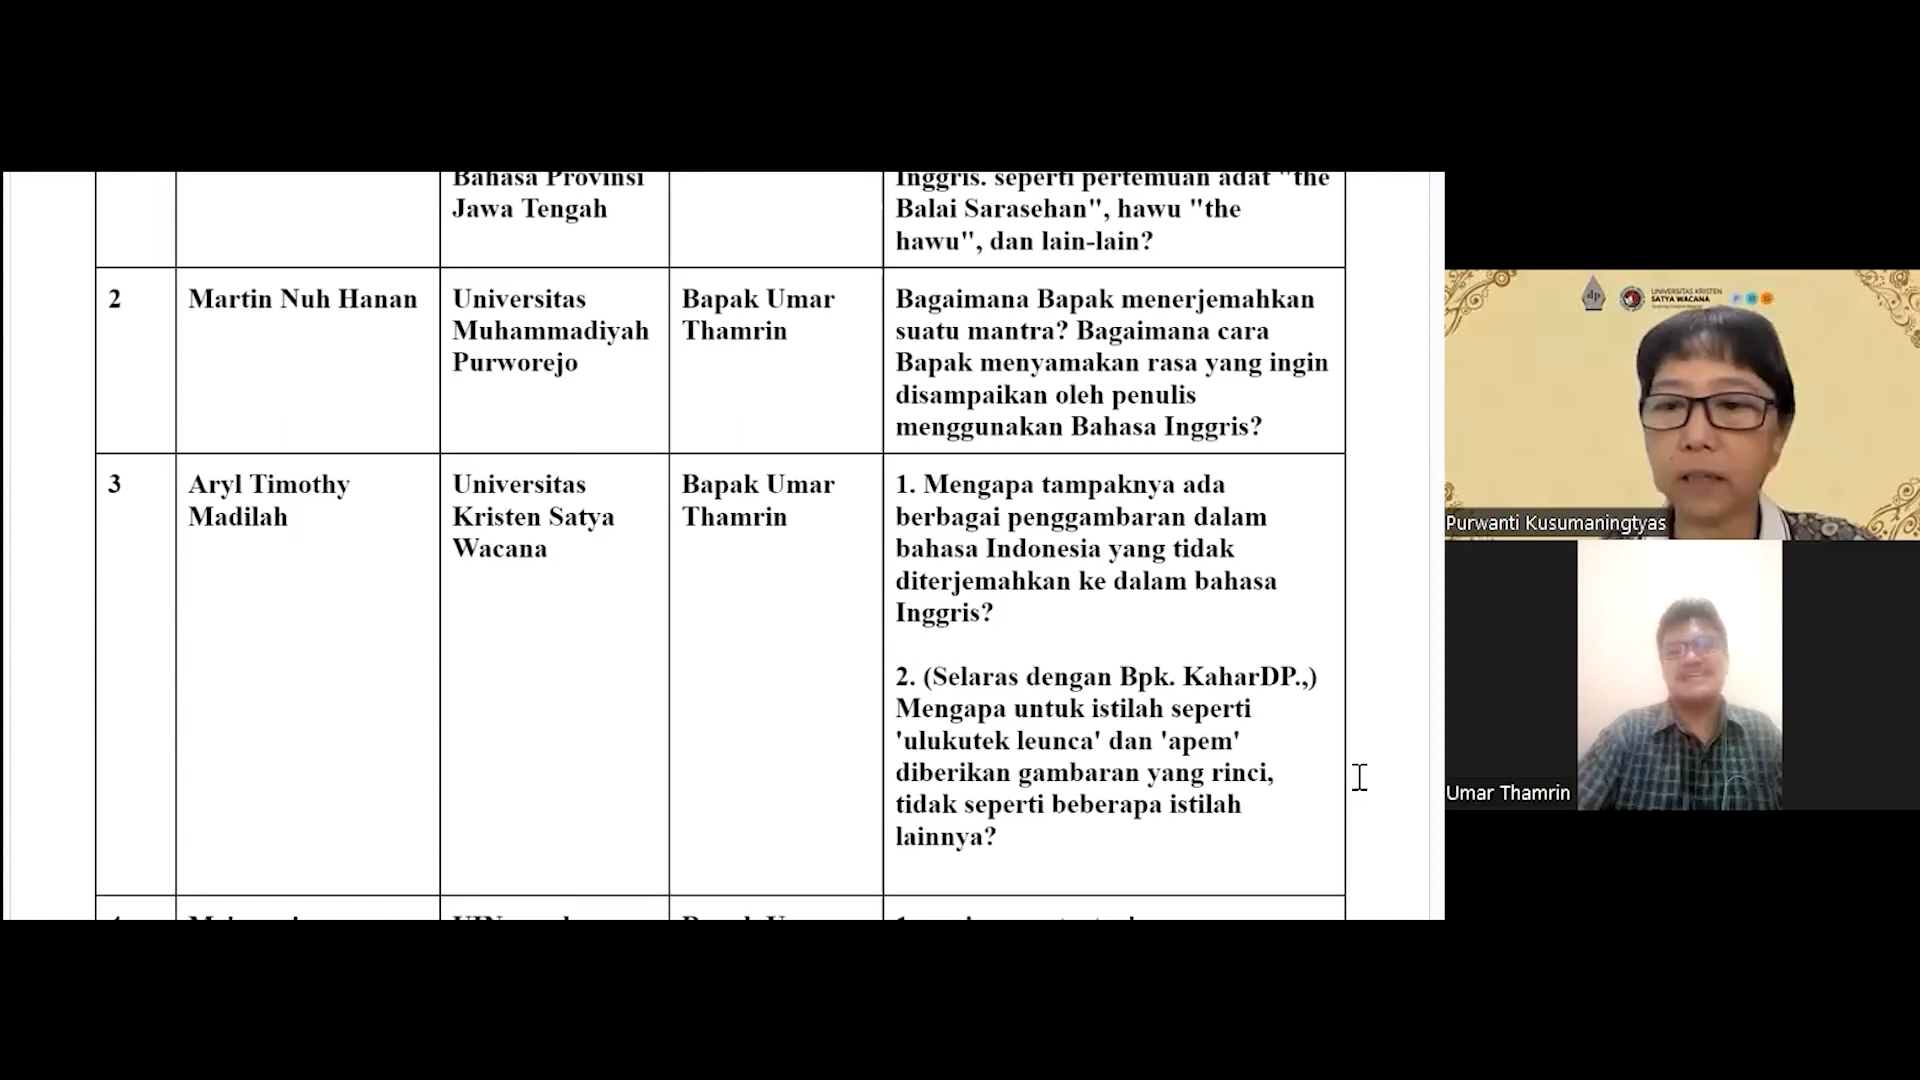 Bahasa Provinsi
Jawa Tengah
Inggris. seperti pertemuan adat "the
Balai Sarasehan", hawu "the
hawu", dan lain-lain?
2
Martin Nuh Hanan
Universitas
Muhammadiyah
Purworejo
Bapak Umar
Thamrin
Bagaimana Bapak menerjemahkan
suatu mantra? Bagaimana cara
Bapak menyamakan rasa yang ingin
disampaikan oleh penulis
menggunakan Bahasa Inggris?
3
Aryl Timothy
Madilah
Universitas
Kristen Satya
Wacana
Bapak Umar
Thamrin
1. Mengapa tampaknya ada
berbagai penggambaran dalam
bahasa Indonesia yang tidak
diterjemahkan ke dalam bahasa
Inggris?
2. (Selaras dengan Bpk. KaharDP.,)
Mengapa untuk istilah seperti
'ulukutek leunca' dan 'apem'
diberikan gambaran yang rinci,
tidak seperti beberapa istilah
lainnya?
dp
UNIVERSITAS KRISTEN
SATYA WACANA
Purwanti Kusumaningtyas
Umar Thamrin